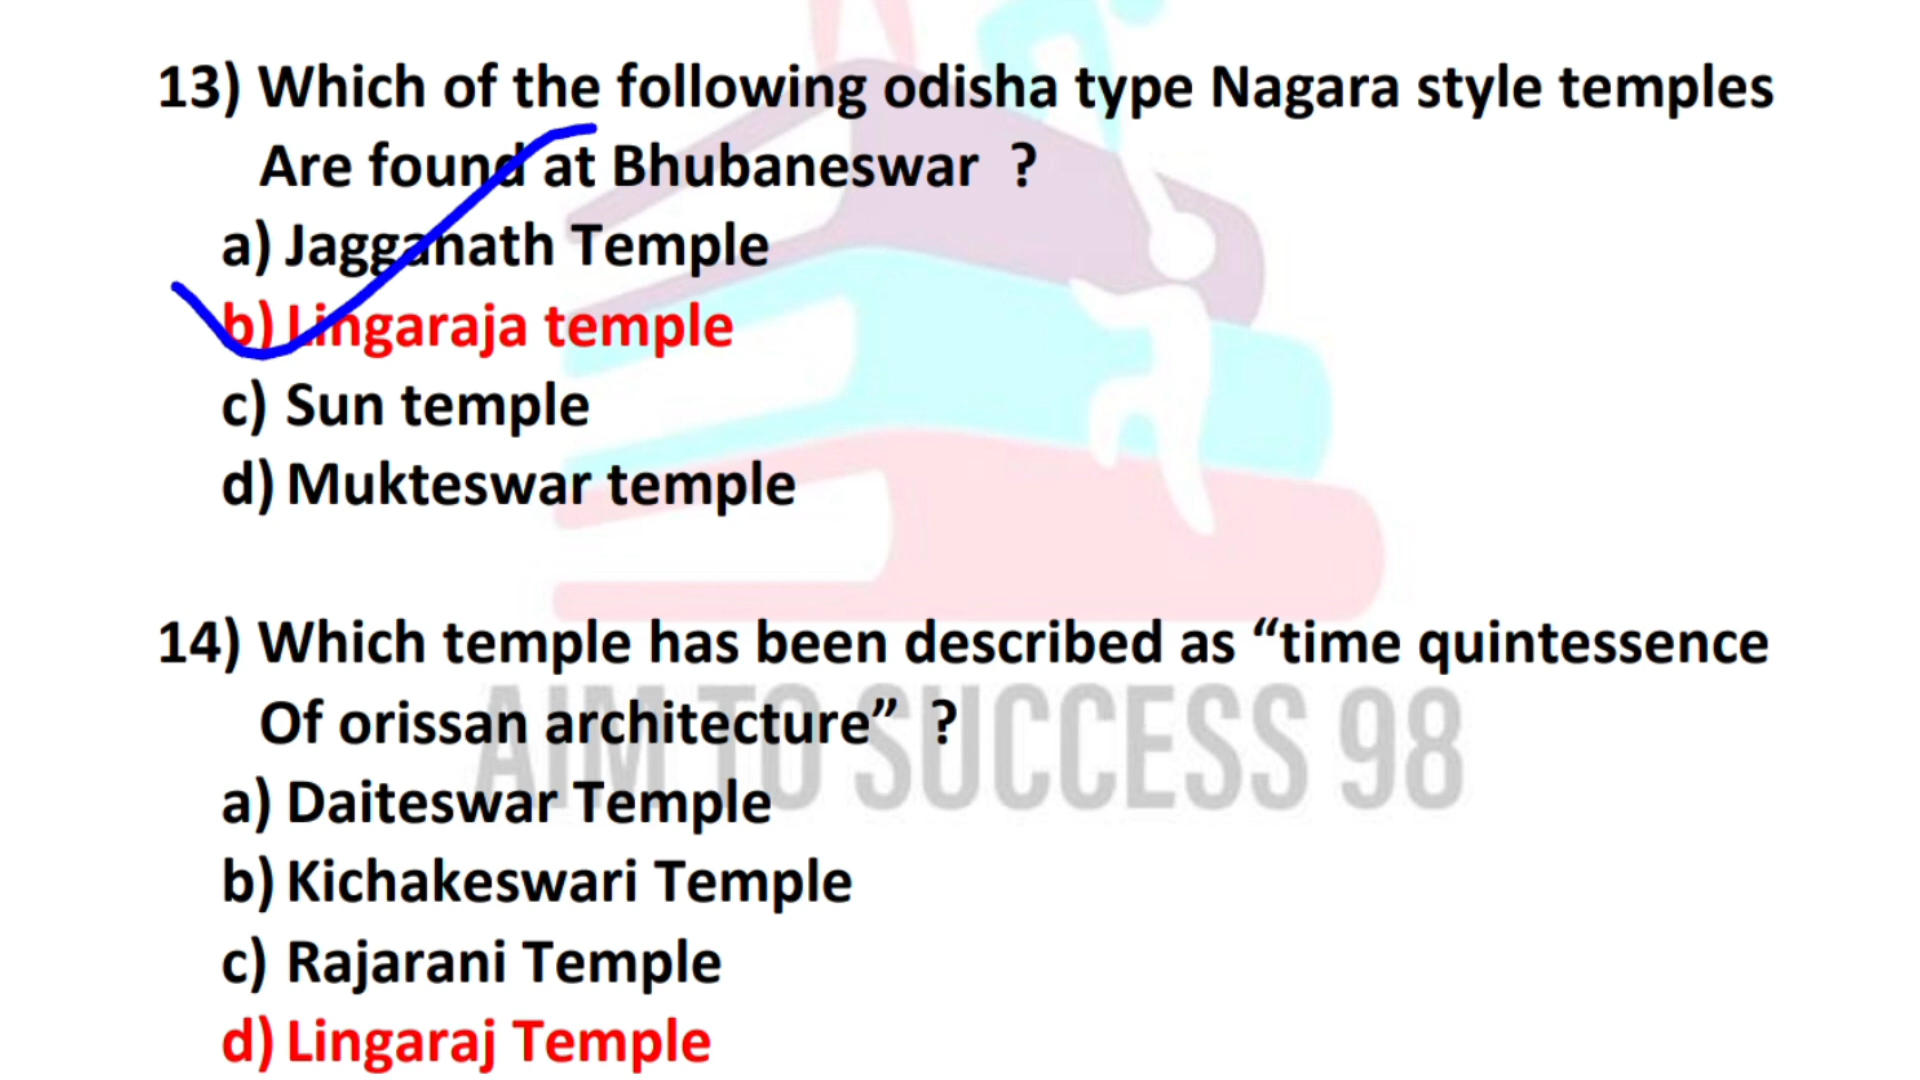 13) Which of the following odisha type Nagara style temples
Are found at Bhubaneswar ?
a) Jagganath Temple
b) Lingaraja temple
c) Sun temple
d) Mukteswar temple
14) Which temple has been described as “time quintessence
Of orissan architecture” ?
AIM TO SUCCESS 98
a) Daiteswar Temple
b) Kichakeswari Temple
c) Rajarani Temple
d) Lingaraj Temple